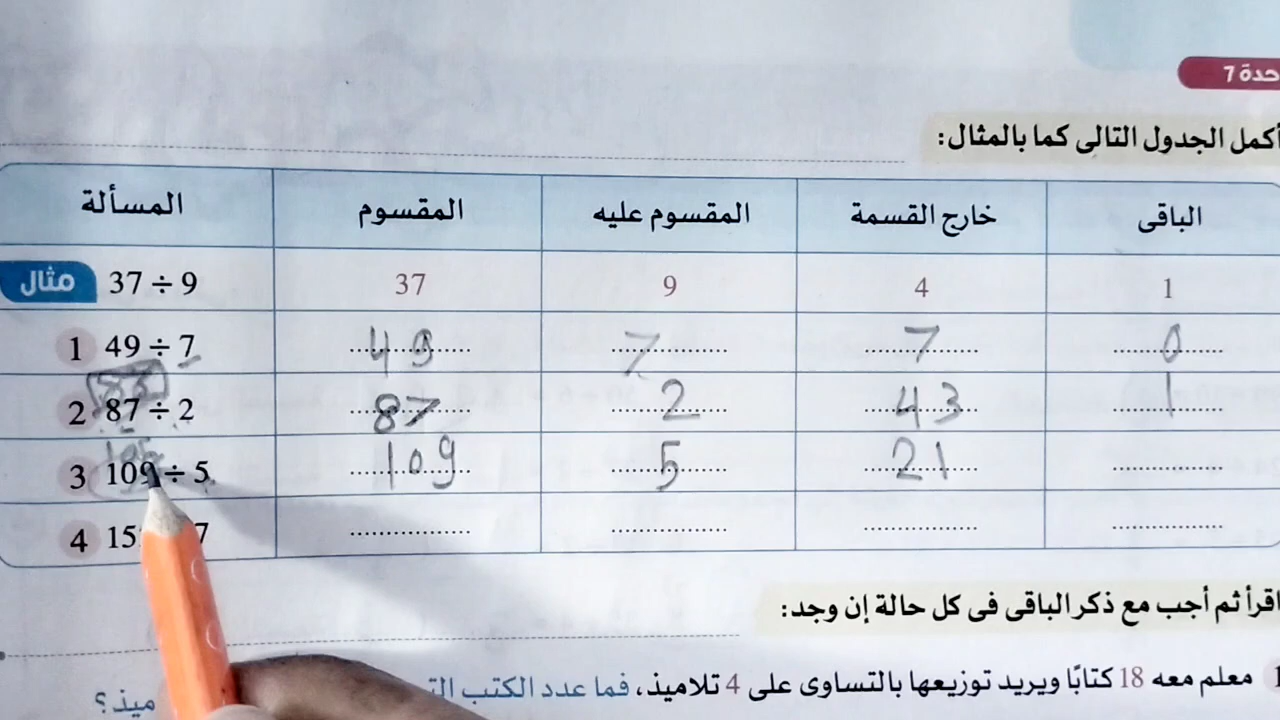 حدة 7
أكمل الجدول التالى كما بالمثال:
المسألة المقسوم المقسوم عليه خارج القسمة الباقى
مثال 37 ÷ 9 37 9 4 1
1 49 ÷ 7 49 7 7 0
2 87 ÷ 2 87 2 43 1
3 109 ÷ 5 109 5 21
4 15 7
اقرأ ثم أجب مع ذكر الباقى فى كل حالة إن وجد:
1 معلم معه 18 كتابًا ويريد توزيعها بالتساوى على 4 تلاميذ، فما عدد الكتب